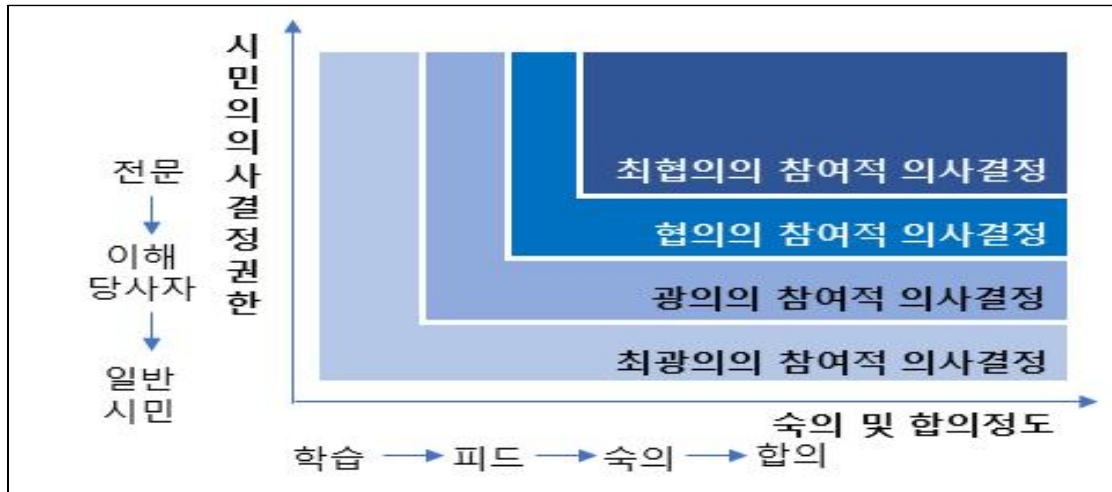 시민의 의사결정권한
전문
이해
당사자
일반
시민
최협의의 참여적 의사결정
협의의 참여적 의사결정
광의의 참여적 의사결정
최광의의 참여적 의사결정
숙의 및 합의정도
학습 → 피드 → 숙의 → 합의